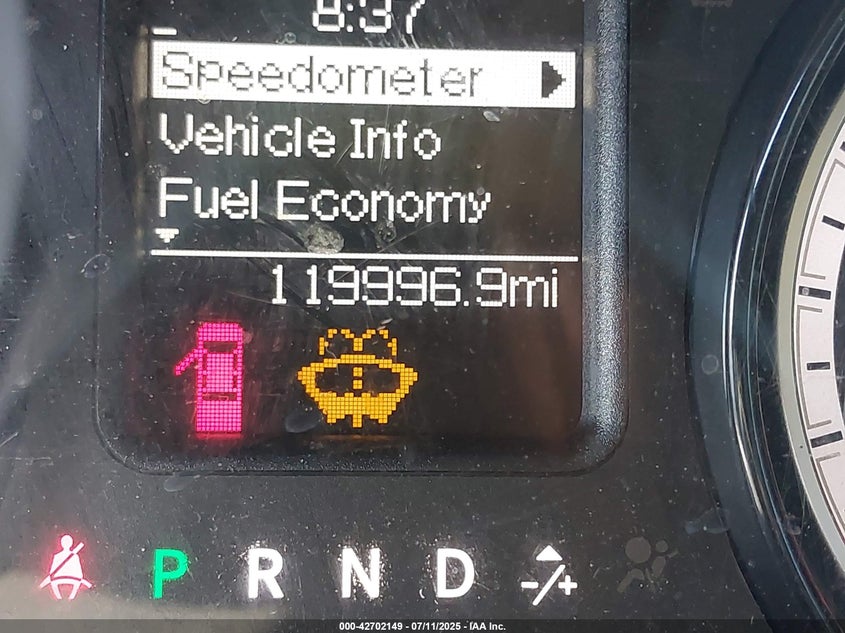 8:37
Speedometer
Vehicle Info
Fuel Economy
119996.9mi
P R N D -/+
000-42702149 - 07/11/2025 - IAA Inc.